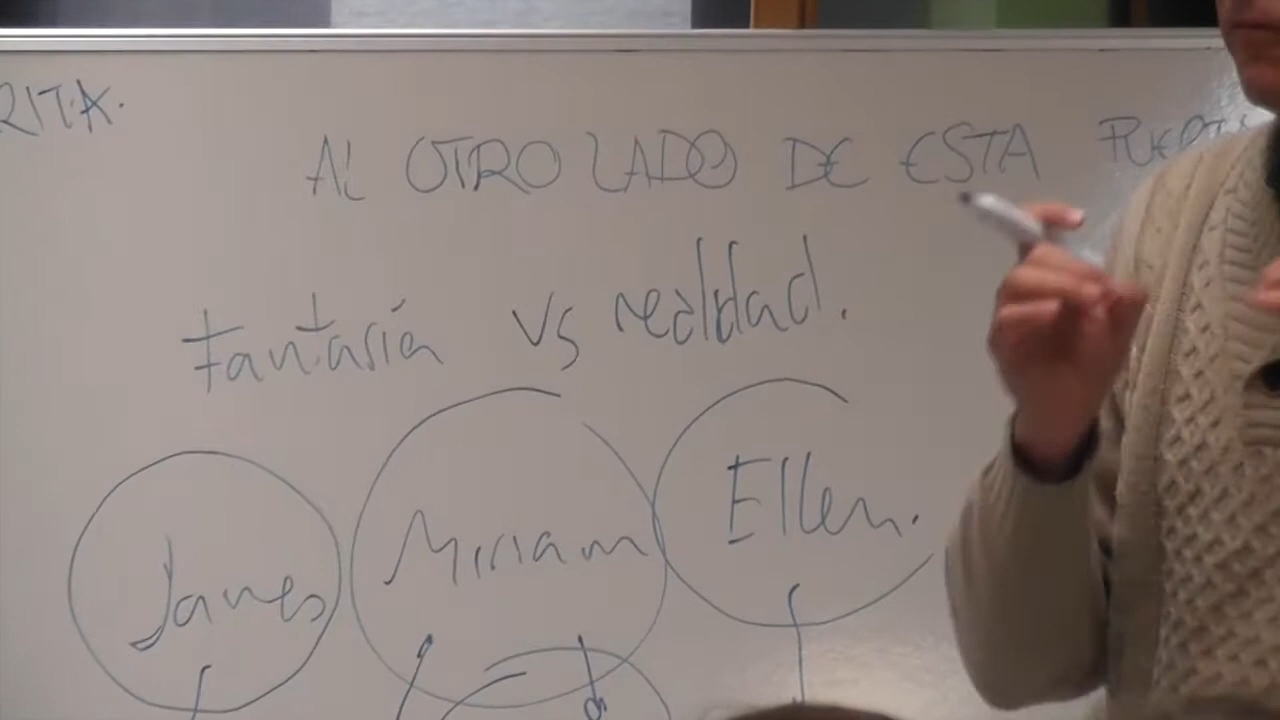 RITA.
AL OTRO LADO DE ESTA
Fantasía vs realidad.
James
Miriam
Ellen.